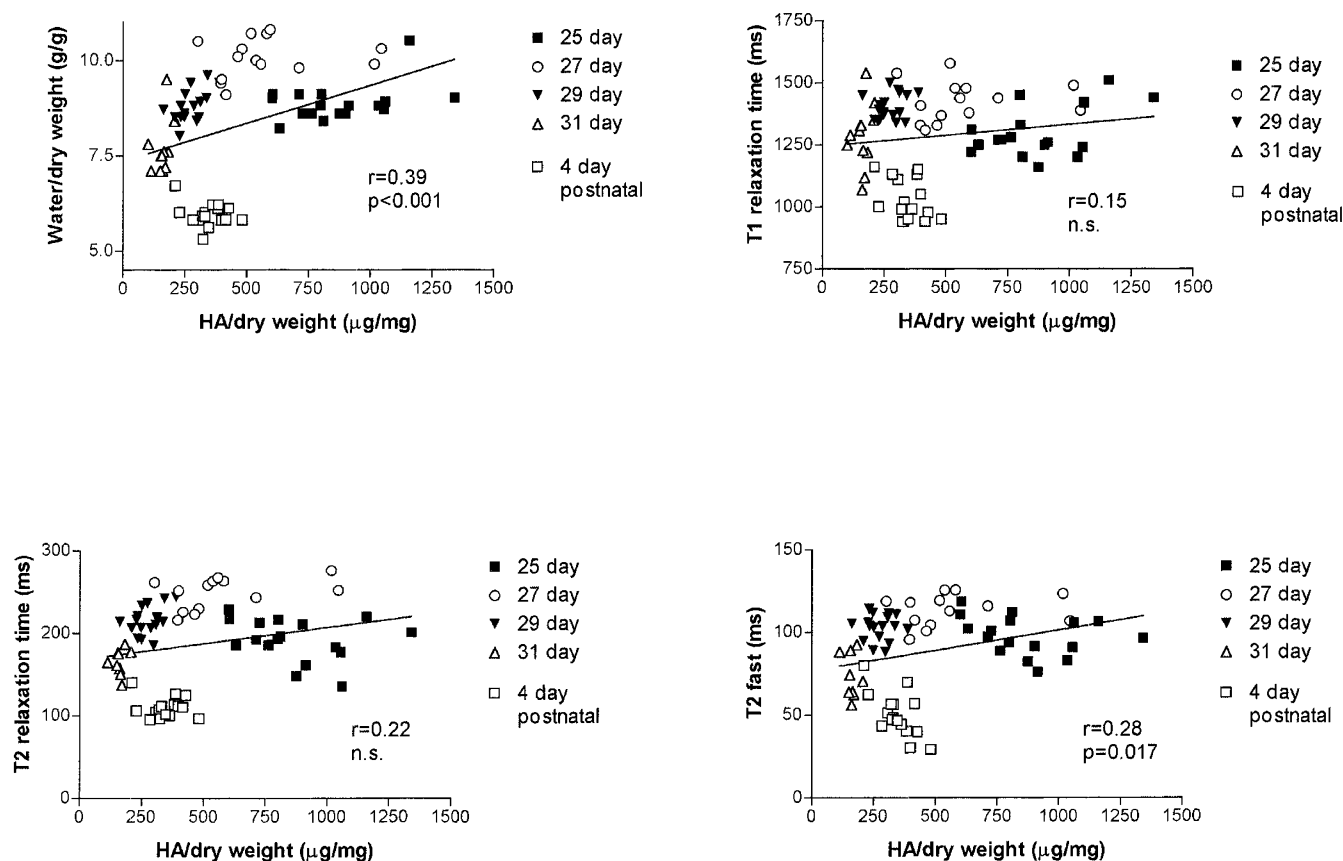 Water/dry weight (g/g)
10.0
7.5
5.0
0 250 500 750 1000 1250 1500
HA/dry weight (μg/mg)
r=0.39
p<0.001
25 day
27 day
29 day
31 day
4 day
postnatal
T1 relaxation time (ms)
1750
1500
1250
1000
750
0 250 500 750 1000 1250 1500
HA/dry weight (μg/mg)
r=0.15
n.s.
25 day
27 day
29 day
31 day
4 day
postnatal
T2 relaxation time (ms)
300
200
100
0
0 250 500 750 1000 1250 1500
HA/dry weight (μg/mg)
r=0.22
n.s.
25 day
27 day
29 day
31 day
4 day
postnatal
T2 fast (ms)
150
100
50
0
0 250 500 750 1000 1250 1500
HA/dry weight (μg/mg)
r=0.28
p=0.017
25 day
27 day
29 day
31 day
4 day
postnatal